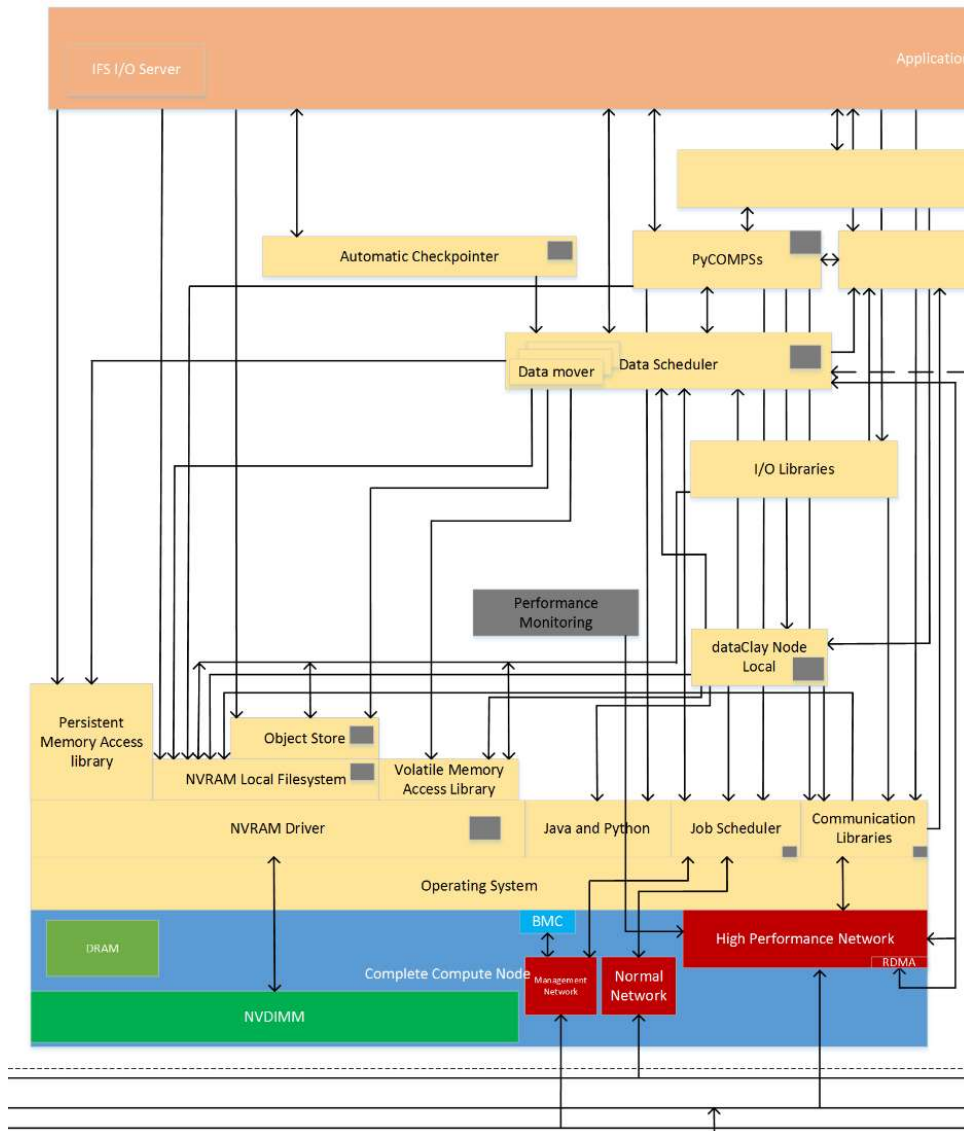 IFS I/O Server
Application
Automatic Checkpointer
PyCOMPSs
Data mover
Data Scheduler
I/O Libraries
Performance
Monitoring
dataClay Node
Local
Persistent
Memory Access
library
Object Store
NVRAM Local Filesystem
Volatile Memory
Access Library
NVRAM Driver
Java and Python
Job Scheduler
Communication
Libraries
Operating System
BMC
DRAM
High Performance Network
RDMA
Complete Compute Node
Management
Network
Normal
Network
NVDIMM